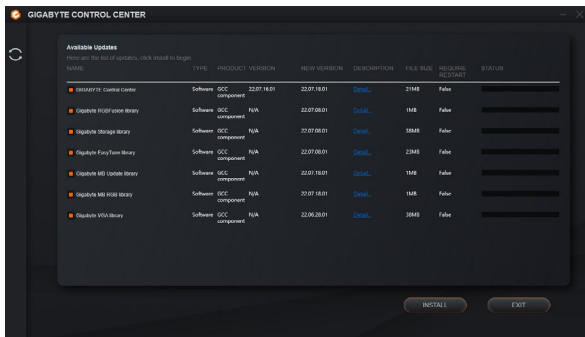 GIGABYTE CONTROL CENTER
Available Updates
Here are the list of updates, click install to begin.
NAME TYPE PRODUCT VERSION NEW VERSION DESCRIPTION FILE SIZE REQUIRE RESTART STATUS
GIGABYTE Control Center Software GCC component 22.07.16.01 22.07.18.01 Detail... 21MB False
Gigabyte RGBFusion library Software GCC component N/A 22.07.08.01 Detail... 1MB False
Gigabyte Storage library Software GCC component N/A 22.07.08.01 Detail... 38MB False
Gigabyte EasyTune library Software GCC component N/A 22.07.08.01 Detail... 23MB False
Gigabyte MB Update library Software GCC component N/A 22.07.18.01 Detail... 1MB False
Gigabyte MB RGB library Software GCC component N/A 22.07.18.01 Detail... 1MB False
Gigabyte VGA library Software GCC component N/A 22.06.28.01 Detail... 38MB False
INSTALL
EXIT